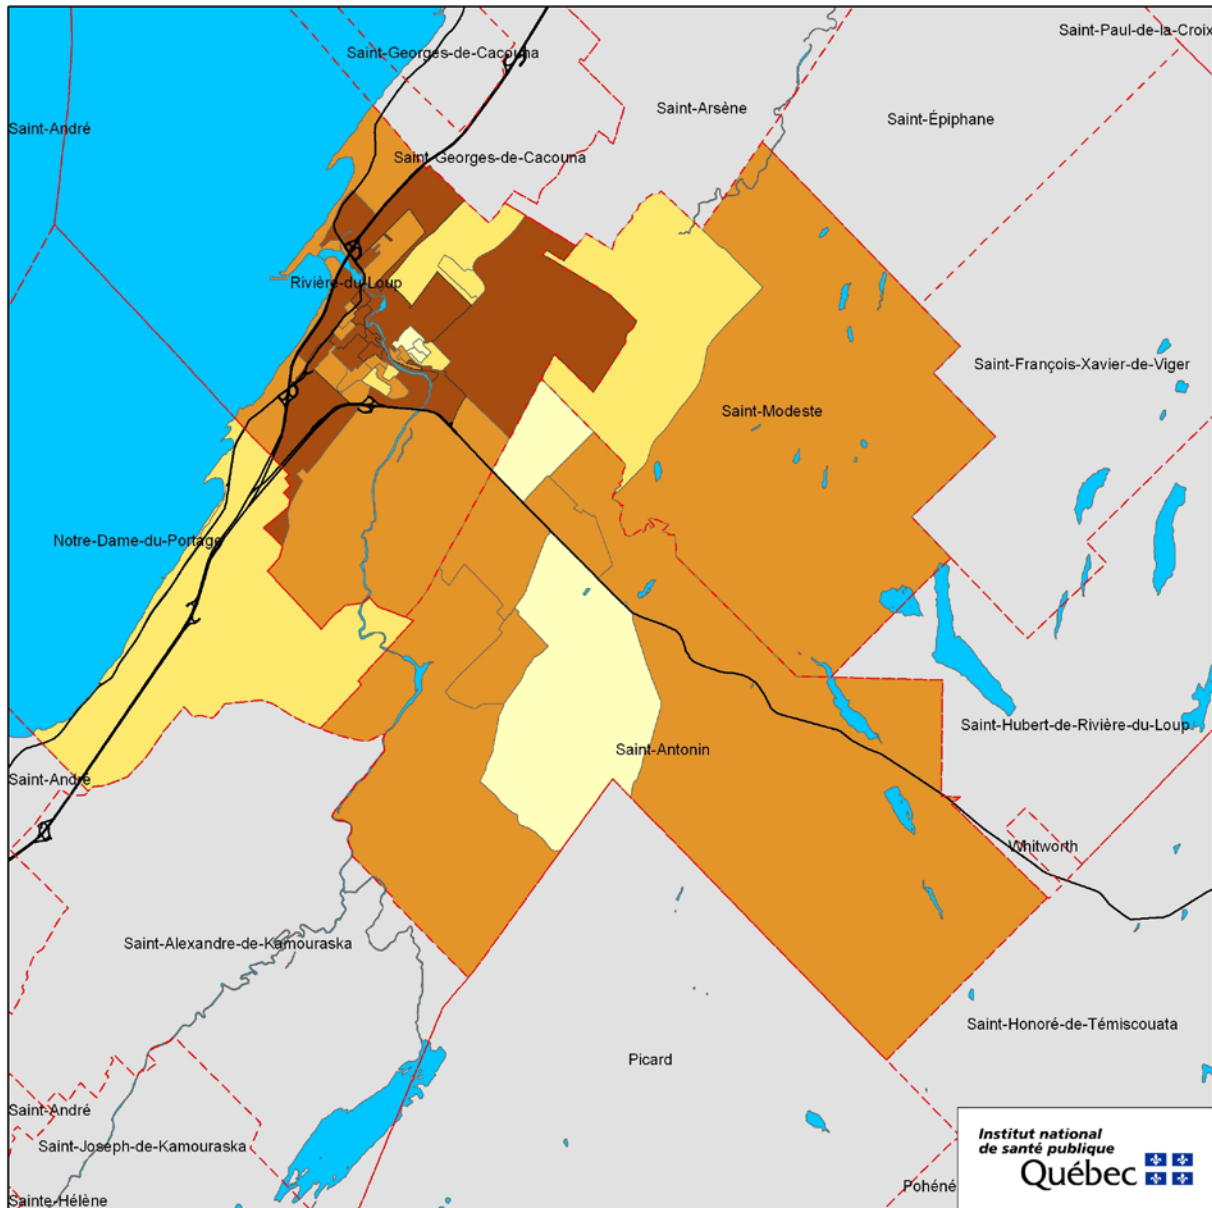 Saint-Paul-de-la-Croix
Saint-Georges-de-Cacouna
Saint-Arsène
Saint-Épiphane
Saint-André
Saint-Georges-de-Cacouna
Rivière-du-Loup
Saint-François-Xavier-de-Viger
Saint-Modeste
Notre-Dame-du-Portage
Saint-Hubert-de-Rivière-du-Loup
Saint-Antonin
Saint-André
Whitworth
Saint-Alexandre-de-Kamouraska
Saint-Honoré-de-Témiscouata
Picard
Saint-André
Saint-Joseph-de-Kamouraska
Pohéné
Sainte-Hélène
Institut national
de santé publique
Québec